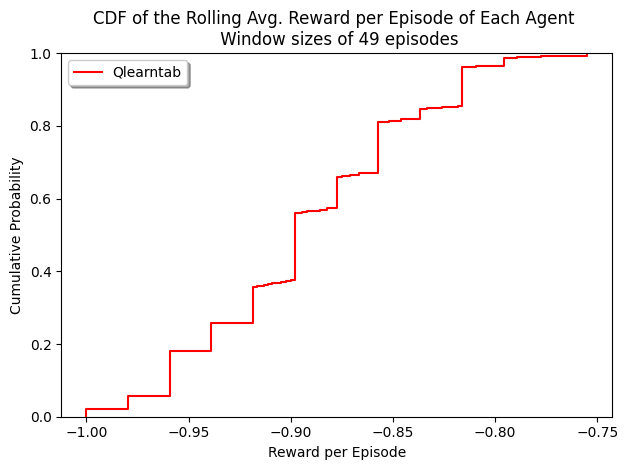 CDF of the Rolling Avg. Reward per Episode of Each Agent
Window sizes of 49 episodes
Qlearntab
Cumulative Probability
1.0
0.8
0.6
0.4
0.2
0.0
−1.00
−0.95
−0.90
−0.85
−0.80
−0.75
Reward per Episode